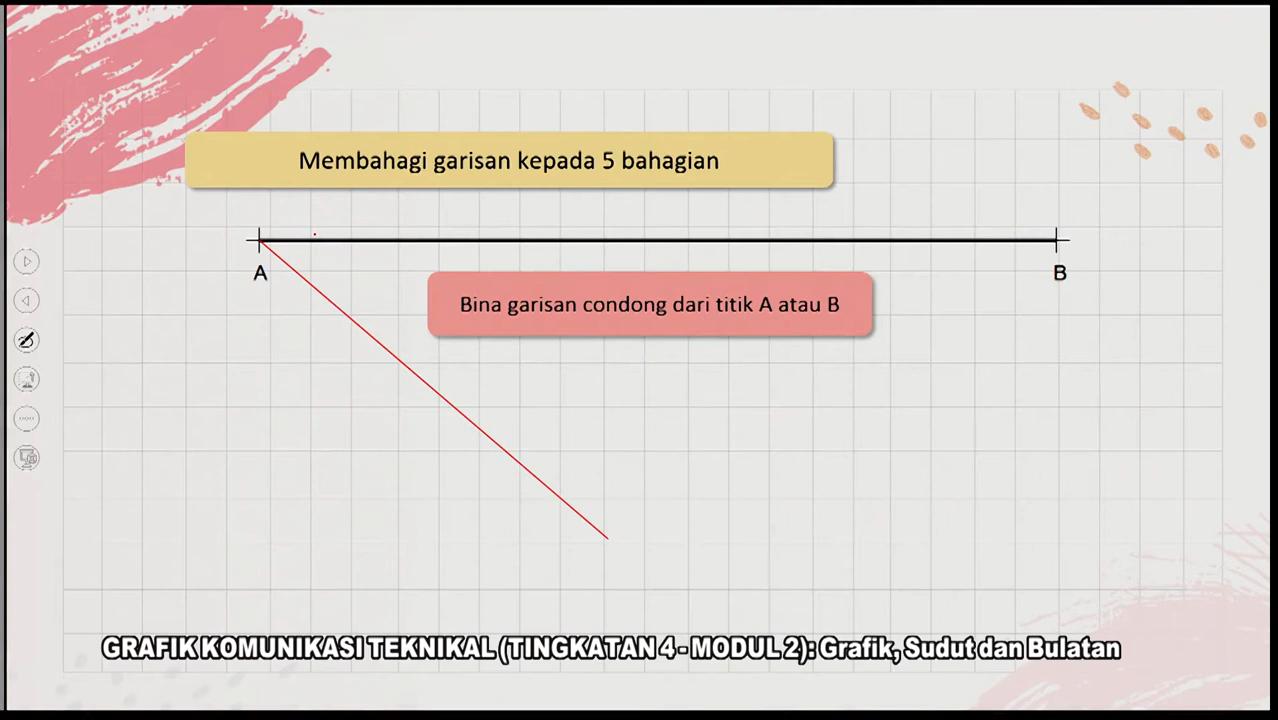 Membahagi garisan kepada 5 bahagian
A
B
Bina garisan condong dari titik A atau B
GRAFIK KOMUNIKASI TEKNIKAL (TINGKATAN 4 - MODUL 2): Grafik, Sudut dan Bulatan